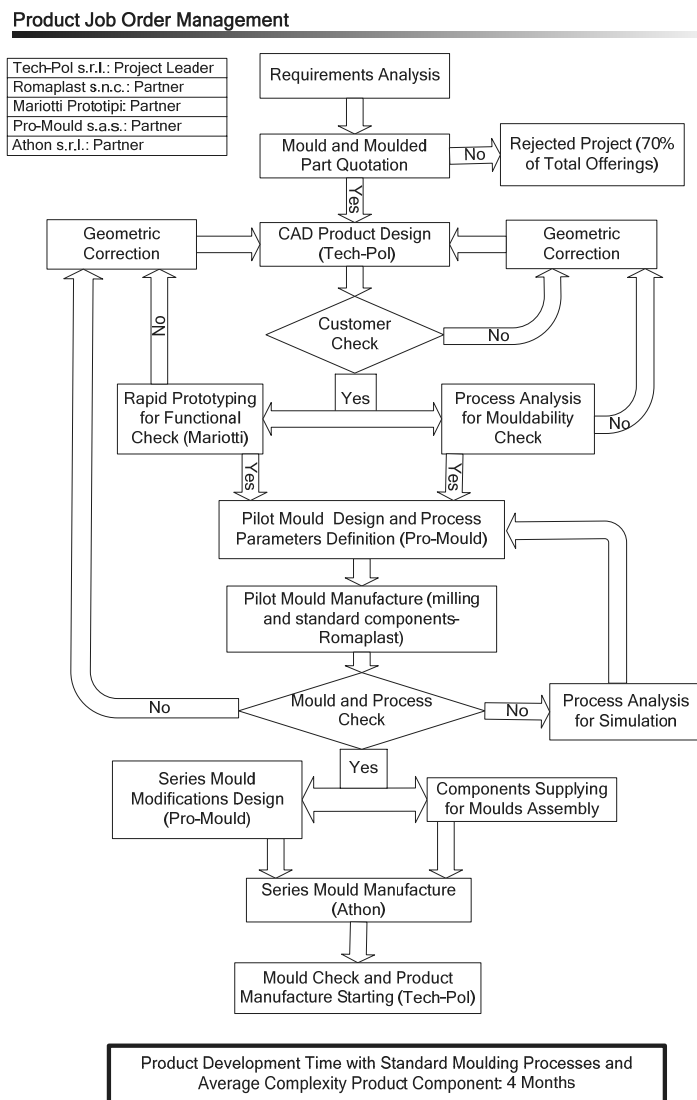 Product Job Order Management
Tech-Pol s.r.l.: Project Leader
Romaplast s.n.c.: Partner
Mariotti Prototipi: Partner
Pro-Mould s.a.s.: Partner
Athon s.r.l.: Partner
Requirements Analysis
Mould and Moulded
Part Quotation
No
Rejected Project (70%
of Total Offerings)
Yes
Geometric
Correction
CAD Product Design
(Tech-Pol)
Geometric
Correction
Customer
Check
No
No
Yes
Rapid Prototyping
for Functional
Check (Mariotti)
Process Analysis
for Mouldability
Check
No
Yes
Yes
Pilot Mould Design and Process
Parameters Definition (Pro-Mould)
Pilot Mould Manufacture (milling
and standard components-
Romaplast)
Mould and Process
Check
No
No
Process Analysis
for Simulation
Yes
Series Mould
Modifications Design
(Pro-Mould)
Components Supplying
for Moulds Assembly
Series Mould Manufacture
(Athon)
Mould Check and Product
Manufacture Starting (Tech-Pol)
Product Development Time with Standard Moulding Processes and
Average Complexity Product Component: 4 Months